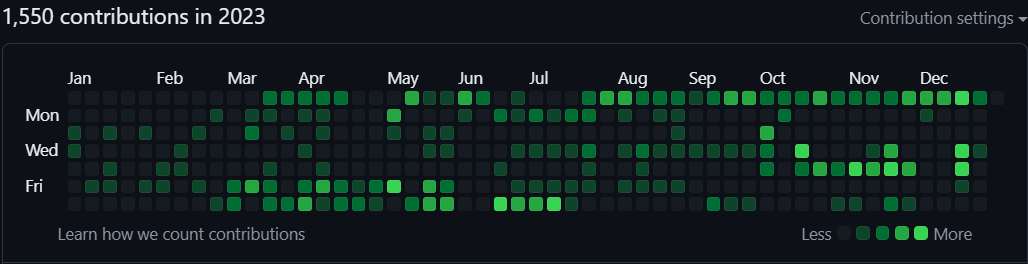 1,550 contributions in 2023
Contribution settings
Jan Feb Mar Apr May Jun Jul Aug Sep Oct Nov Dec
Mon
Wed
Fri
Learn how we count contributions
Less More